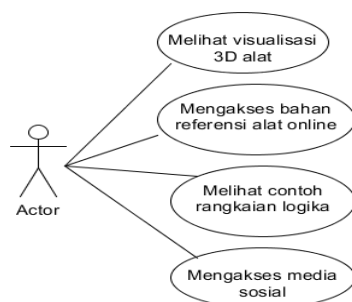 Melihat visualisasi
3D alat
Mengakses bahan
referensi alat online
Melihat contoh
rangkaian logika
Actor
Mengakses media
sosial